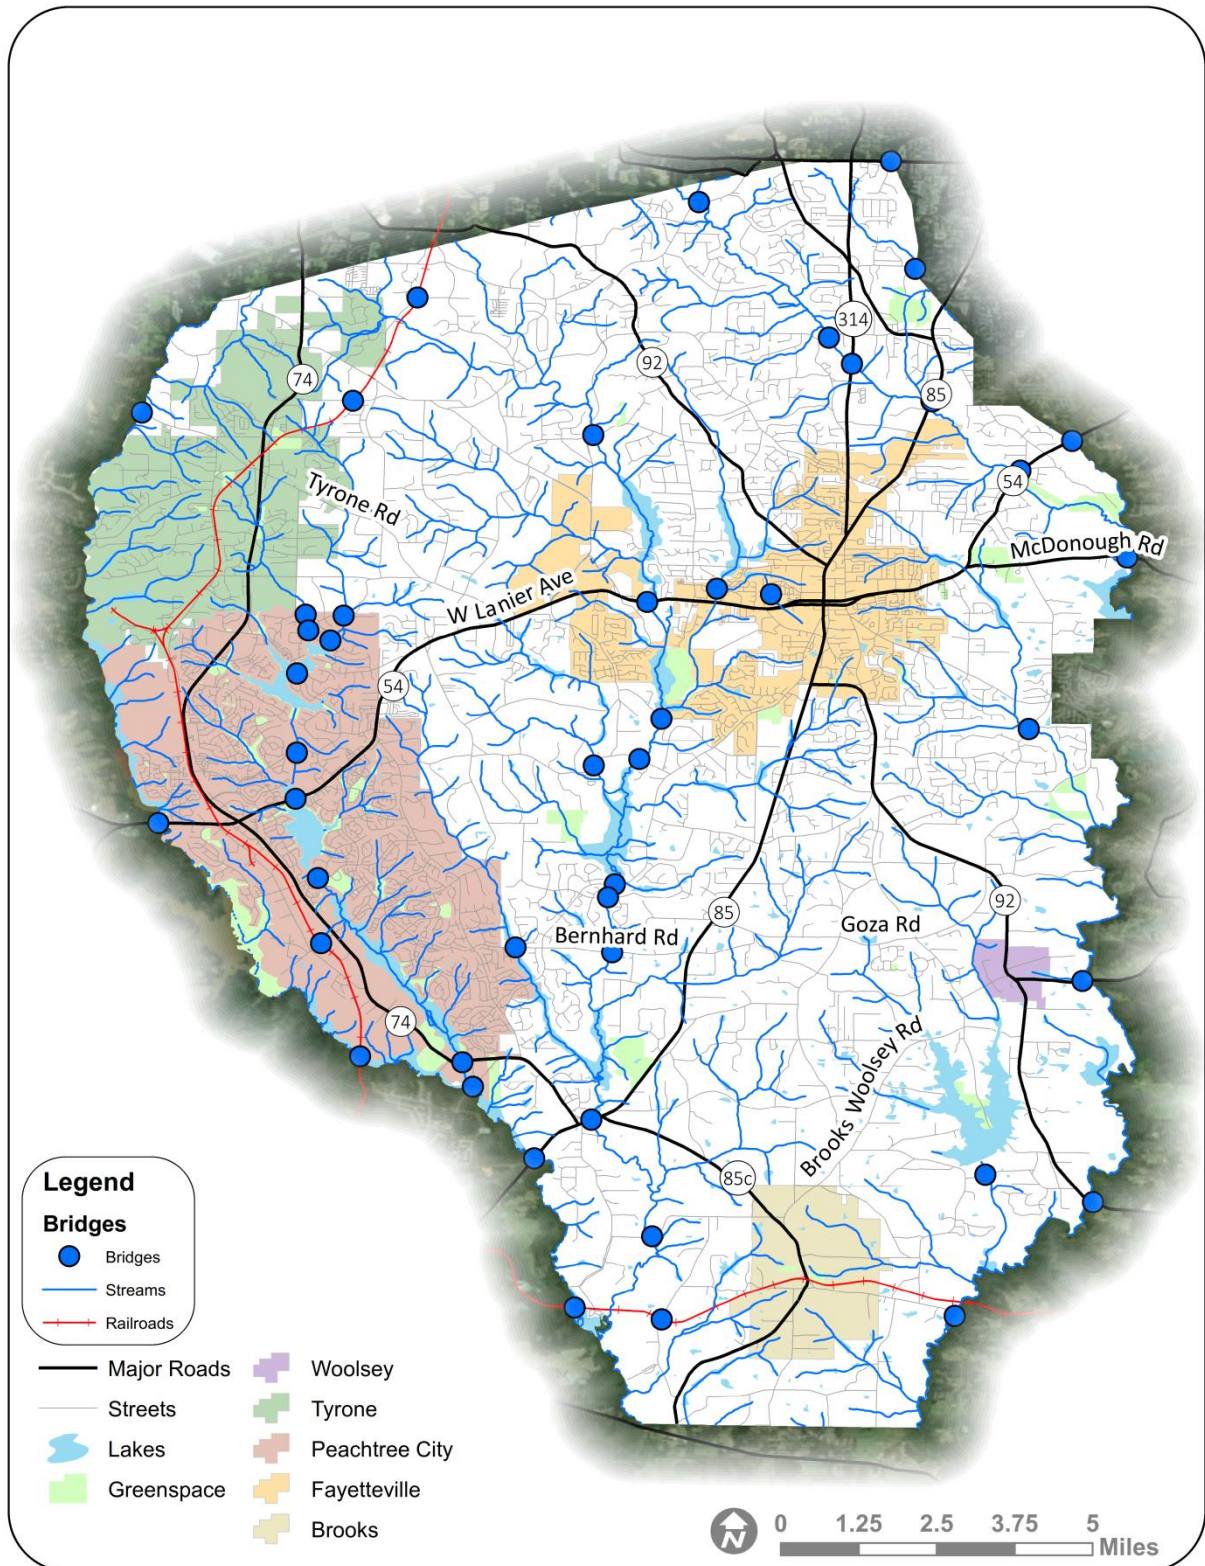 314
92
74
85
54
Tyrone Rd
McDonough Rd
W Lanier Ave
54
92
85
Goza Rd
Bernhard Rd
74
Brooks Woolsey Rd
85c
Legend
Bridges
Bridges
Streams
Railroads
Major Roads
Streets
Lakes
Greenspace
Woolsey
Tyrone
Peachtree City
Fayetteville
Brooks
N
0 1.25 2.5 3.75 5
Miles